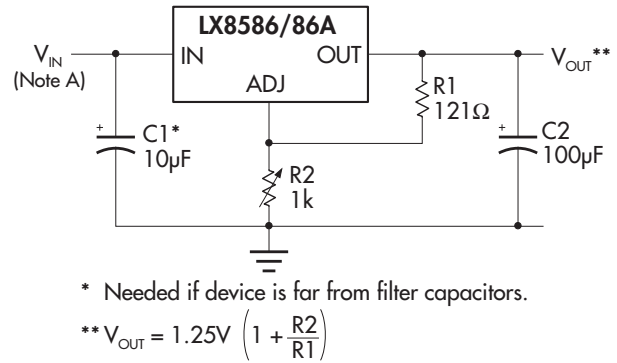 LX8586/86A
V_IN
(Note A)
IN
OUT
ADJ
V_OUT**
R1
121Ω
C1*
10µF
R2
1k
C2
100µF
* Needed if device is far from filter capacitors.
** V_OUT = 1.25V (1 + R2/R1)